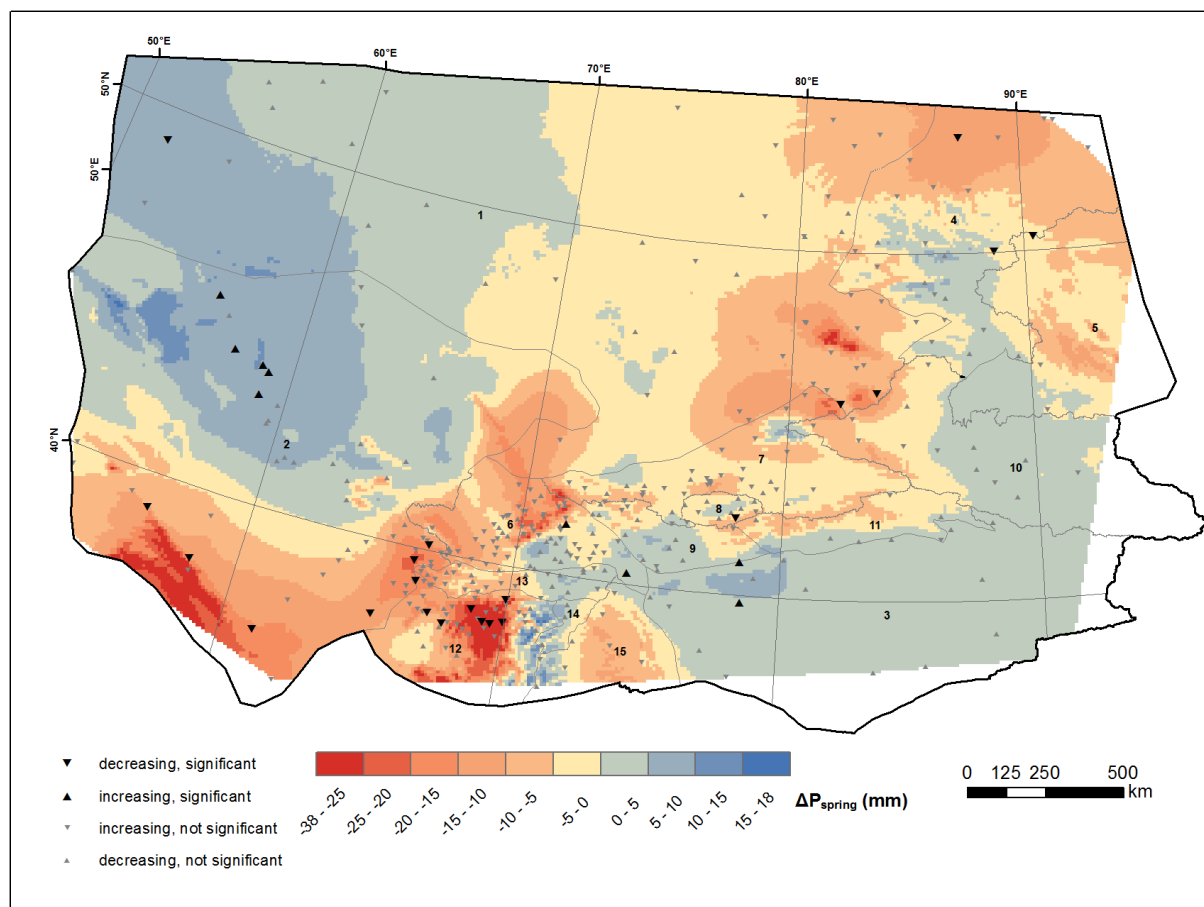 50°E
60°E
70°E
80°E
90°E
50°N
50°E
40°N
1
4
5
2
7
10
8
6
11
9
13
3
14
12
15
decreasing, significant
increasing, significant
increasing, not significant
decreasing, not significant
-38 - -25
-25 - -20
-20 - -15
-15 - -10
-10 - -5
-5 - 0
0 - 5
5 - 10
10 - 15
15 - 18
ΔPspring (mm)
0 125 250 500
km